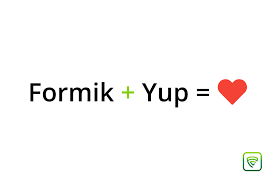 Formik + Yup = ❤